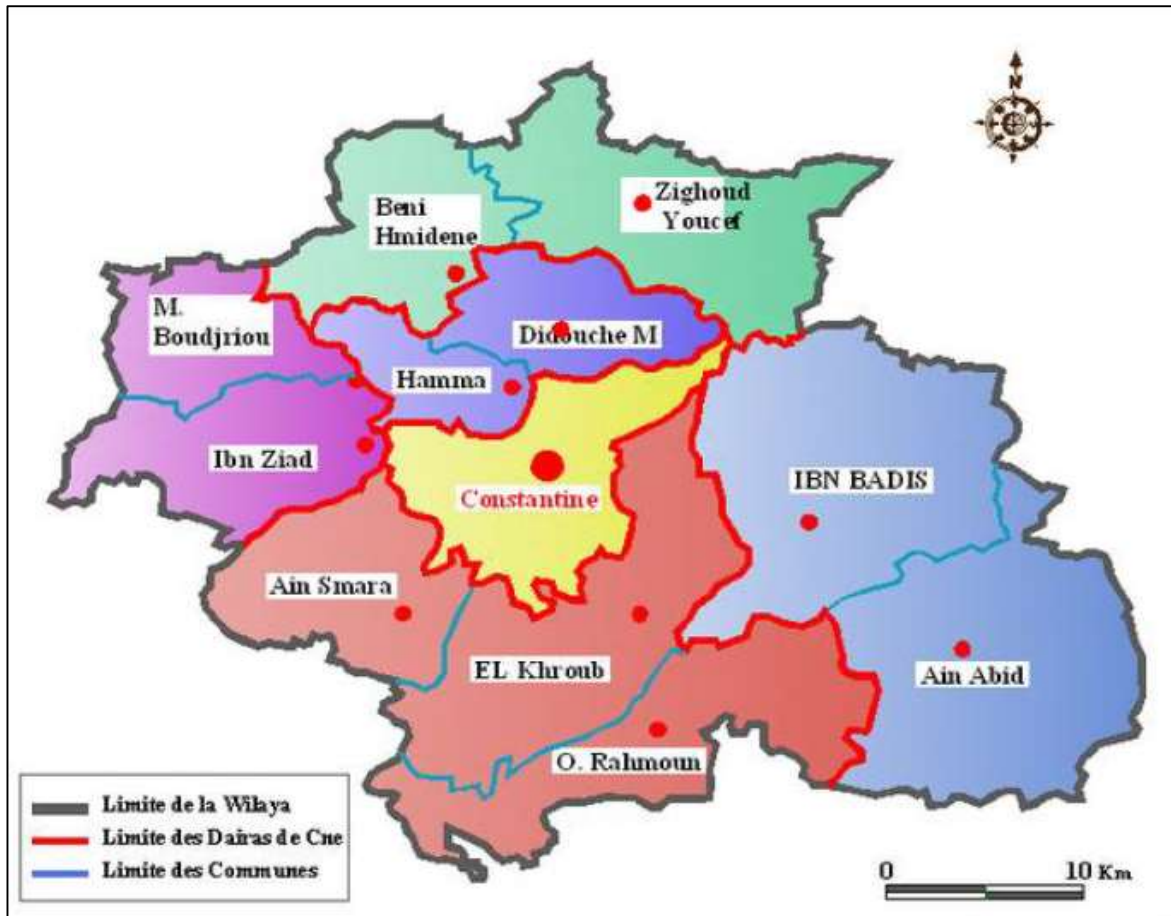 N
Zighoud
Youcef
Beni
Hmidene
M.
Boudjriou
Didouche M
Hamma
Ibn Ziad
IBN BADIS
Constantine
Ain Smara
EL Khroub
Ain Abid
O. Rahmoun
Limite de la Wilaya
Limite des Dairas de Cne
Limite des Communes
0 10 Km